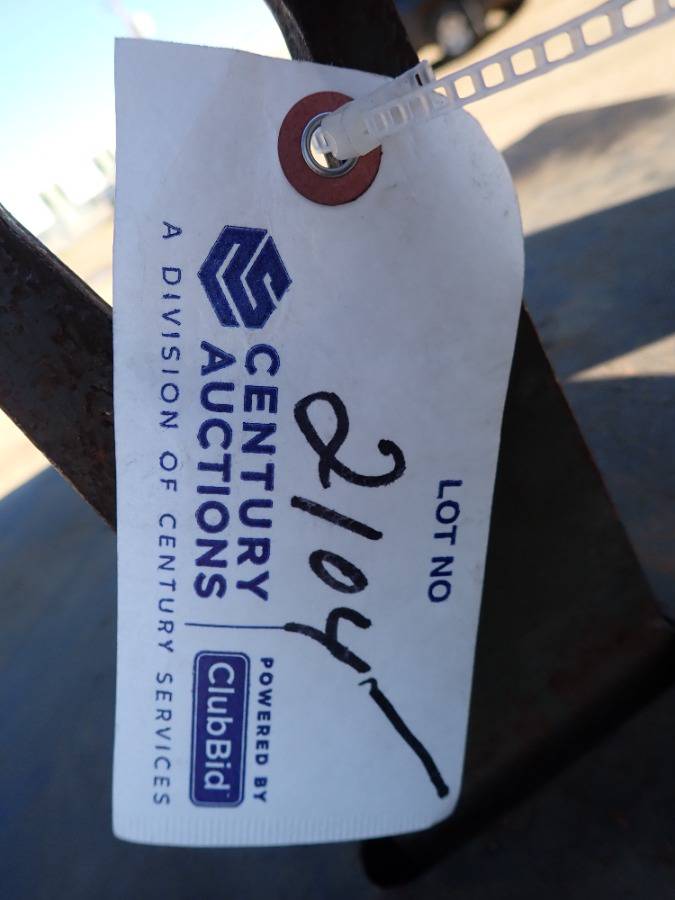 LOT NO
2104
CENTURY
AUCTIONS
POWERED BY
ClubBid
A DIVISION OF CENTURY SERVICES